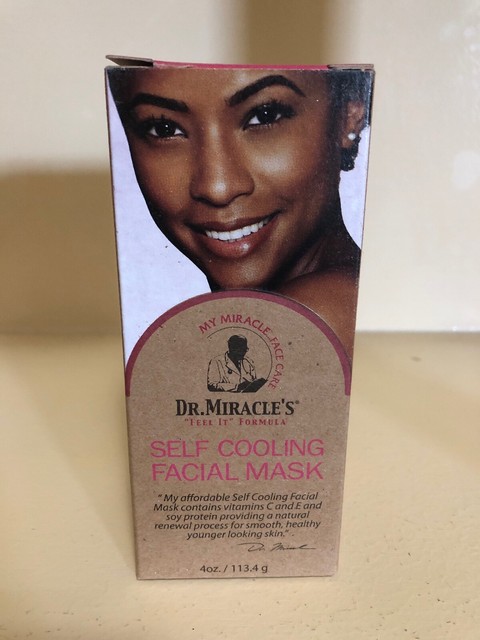 MY MIRACLE FACE CARE
DR.MIRACLE'S®
"FEEL IT" FORMULA
SELF COOLING
FACIAL MASK
"My affordable Self Cooling Facial
Mask contains vitamins C and E and
soy protein providing a natural
renewal process for smooth, healthy
younger looking skin."
Dr. Miracle
4oz. / 113.4 g